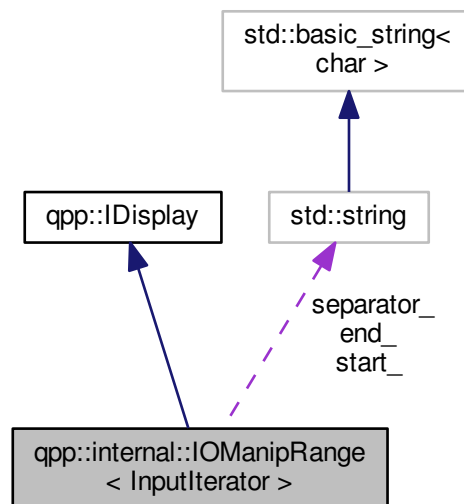 std::basic_string<
char >
qpp::IDisplay
std::string
separator_
end_
start_
qpp::internal::IOManipRange
< InputIterator >